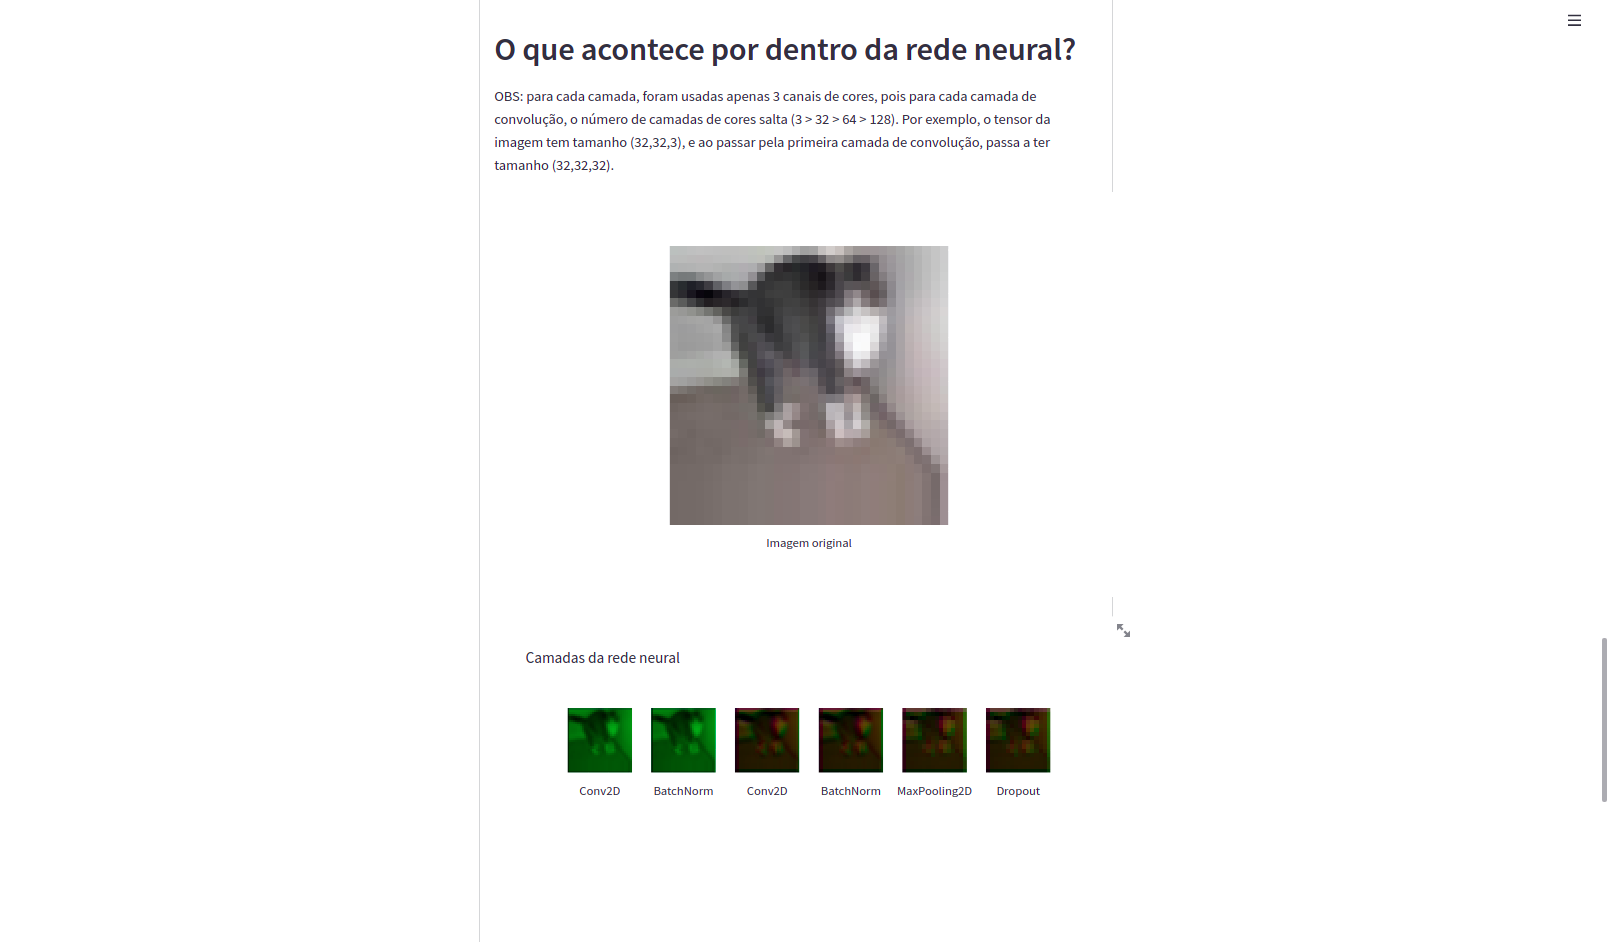 O que acontece por dentro da rede neural?
OBS: para cada camada, foram usadas apenas 3 canais de cores, pois para cada camada de
convolução, o número de camadas de cores salta (3 > 32 > 64 > 128). Por exemplo, o tensor da
imagem tem tamanho (32,32,3), e ao passar pela primeira camada de convolução, passa a ter
tamanho (32,32,32).
Imagem original
Camadas da rede neural
Conv2D BatchNorm Conv2D BatchNorm MaxPooling2D Dropout